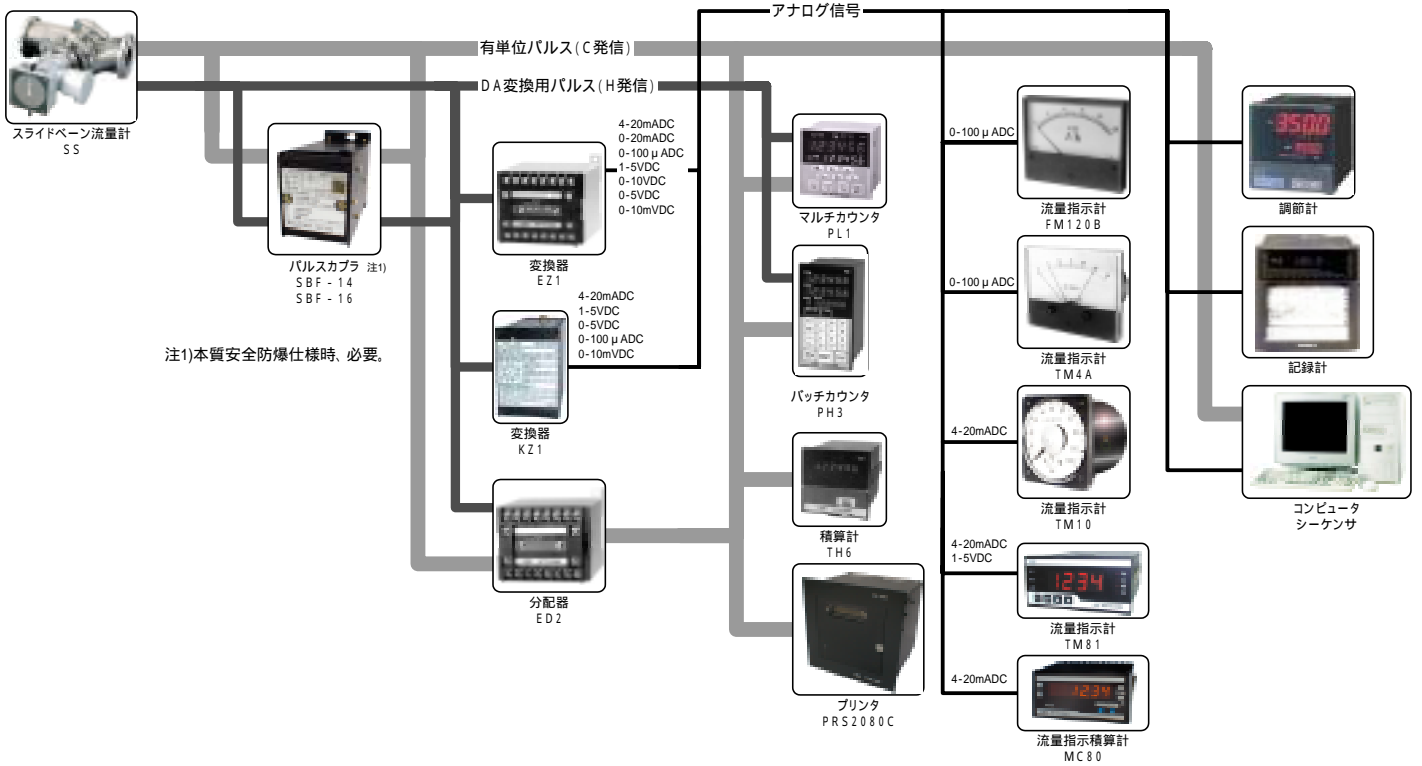 アナログ信号
有単位パルス(C発信)
DA変換用パルス(H発信)
スライドベーン流量計
SS
パルスカプラ 注1)
SBF-14
SBF-16
注1)本質安全防爆仕様時、必要。
4-20mADC
0-20mADC
0-100μADC
1-5VDC
0-10VDC
0-5VDC
0-10mVDC
変換器
EZ1
4-20mADC
1-5VDC
0-5VDC
0-100μADC
0-10mVDC
変換器
KZ1
分配器
ED2
マルチカウンタ
PL1
バッチカウンタ
PH3
積算計
TH6
プリンタ
PRS2080C
0-100μADC
流量指示計
FM120B
0-100μADC
流量指示計
TM4A
4-20mADC
流量指示計
TM10
4-20mADC
1-5VDC
1234
流量指示計
TM81
4-20mADC
1234
流量指示積算計
MC80
3500
調節計
記録計
コンピュータ
シーケンサ